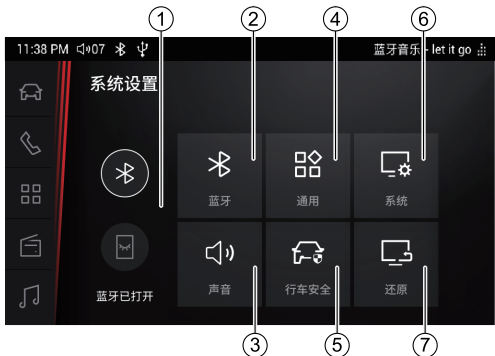 ① ② ④ ⑥
11:38 PM 07 蓝牙音乐 - let it go
系统设置
蓝牙 通用 系统
声音 行车安全 还原
蓝牙已打开
③ ⑤ ⑦